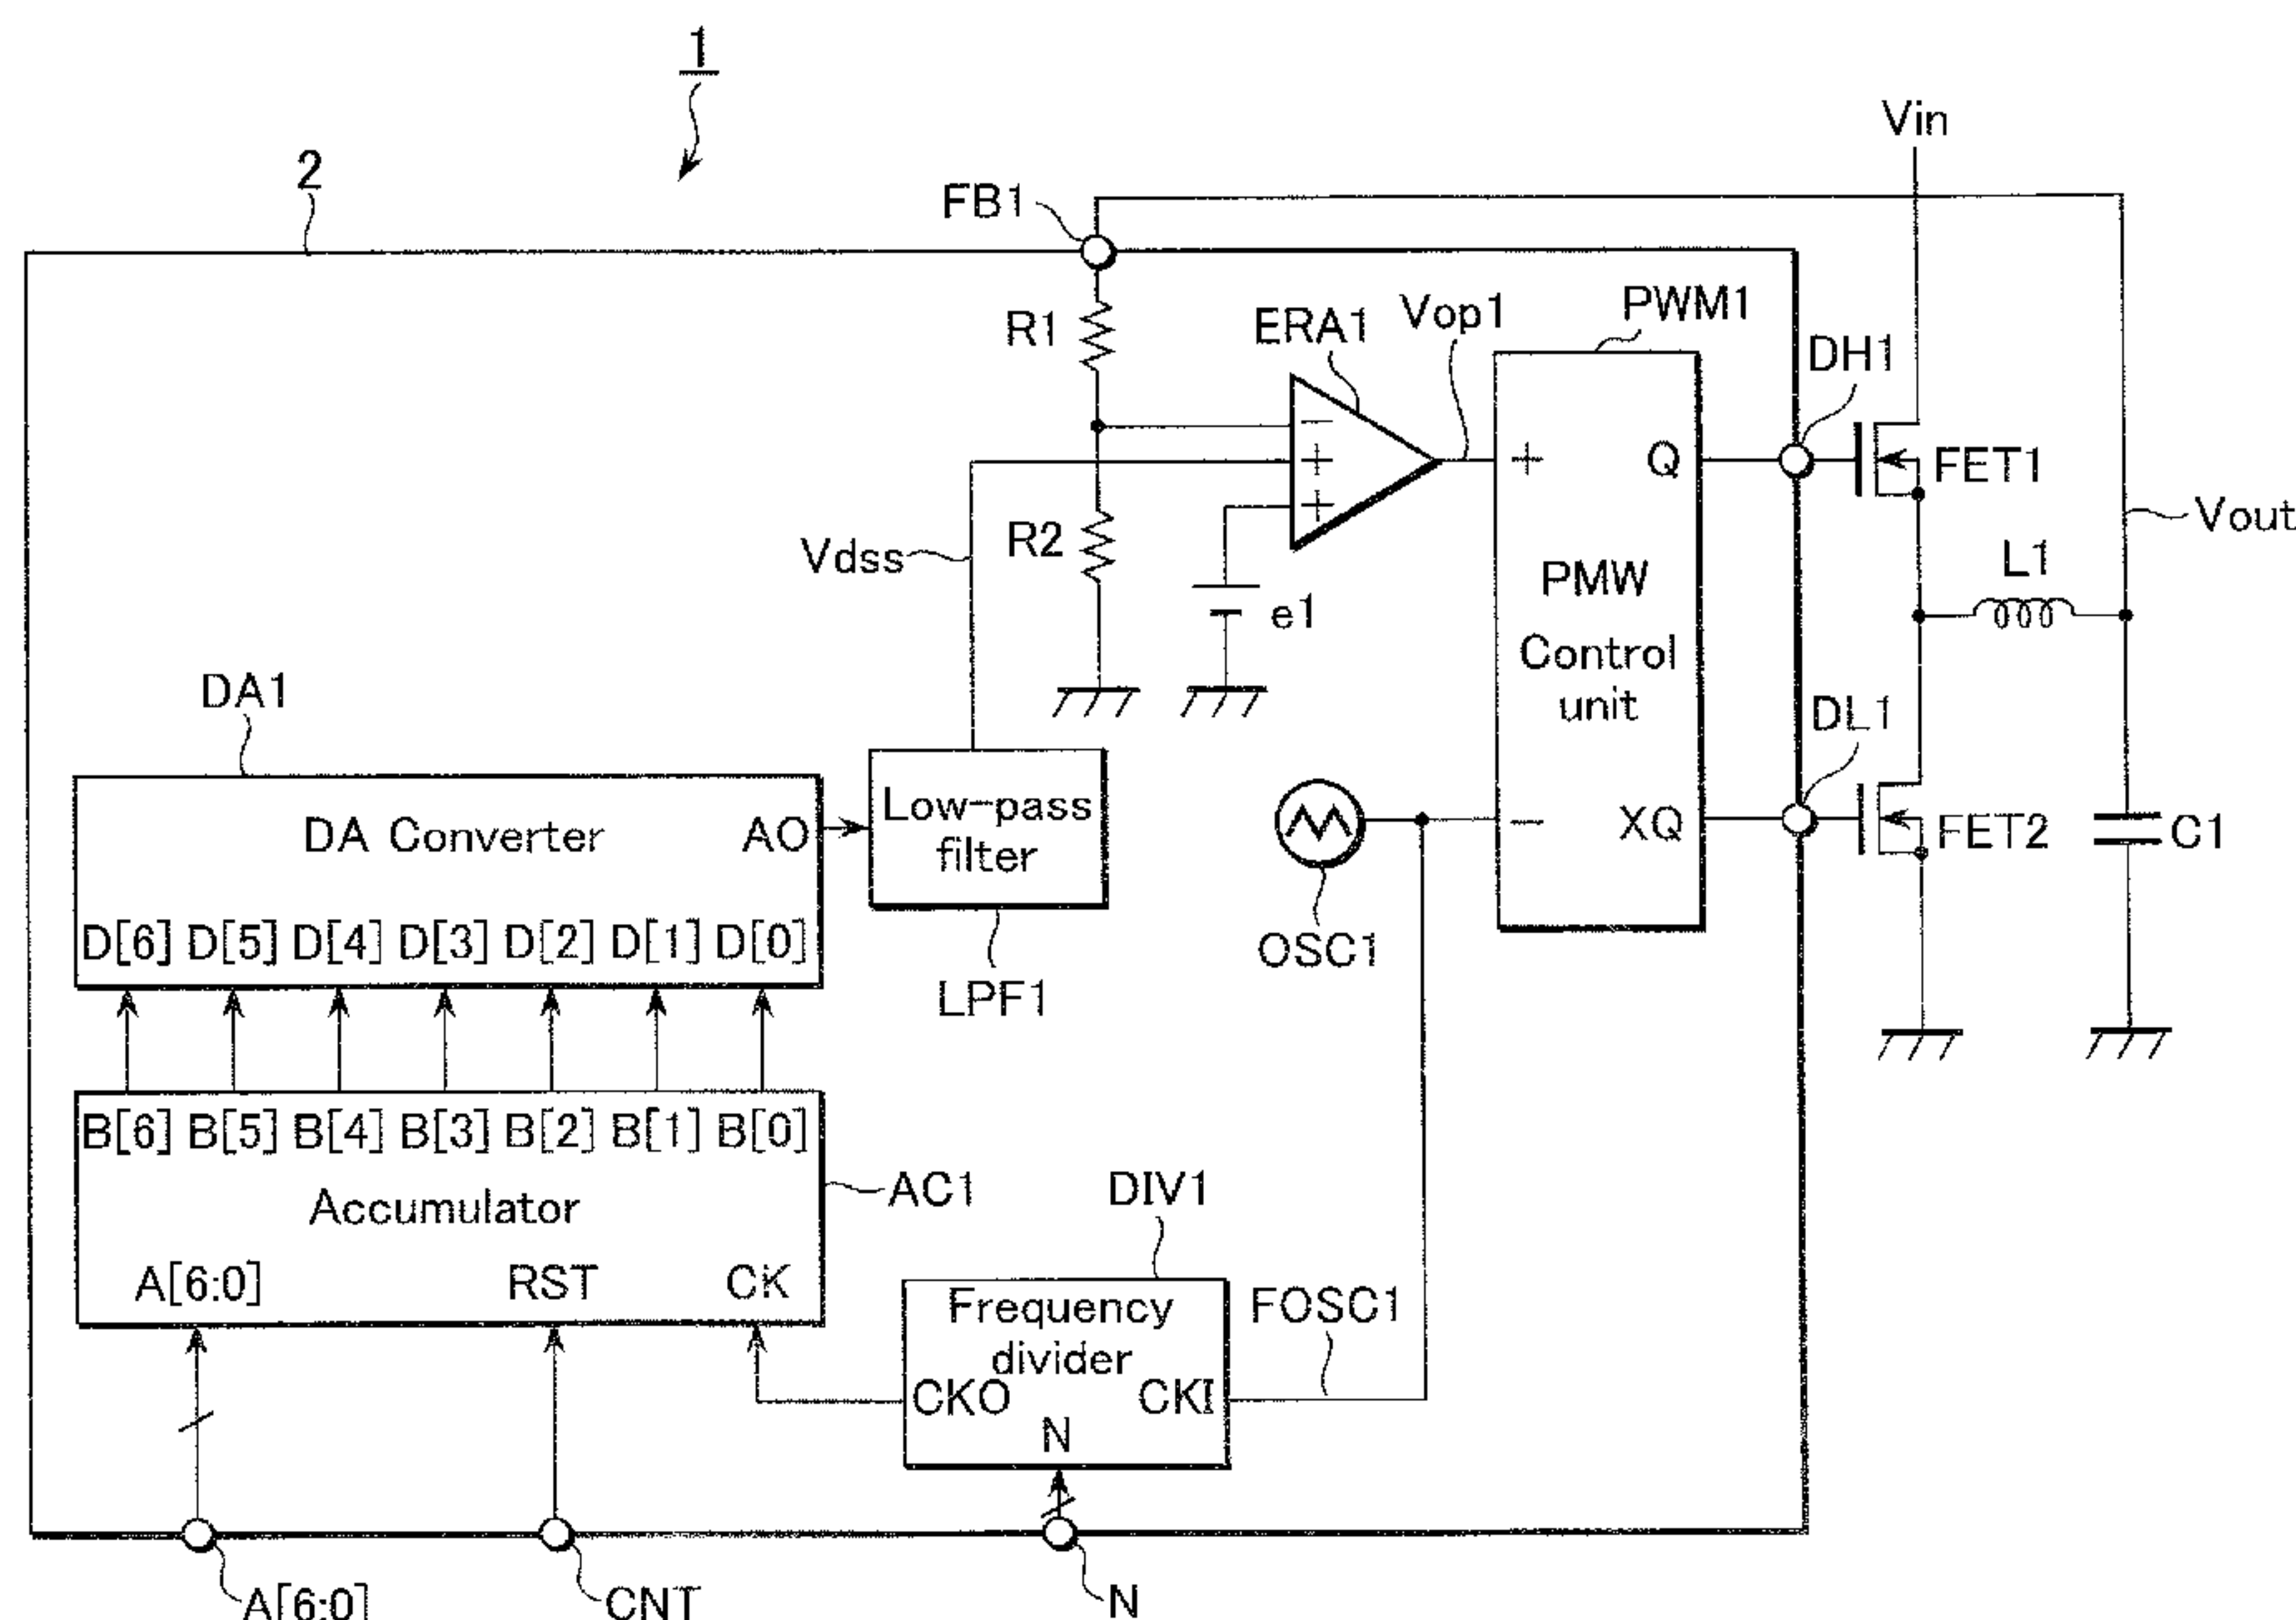 1
2
Vin
FB1
R1
ERA1
Vop1
PWM1
DH1
Q
FET1
Vout
R2
Vdss
e1
PMW
Control
unit
L1
DA1
DL1
DA Converter
AO
Low-pass
filter
XQ
FET2
C1
D[6] D[5] D[4] D[3] D[2] D[1] D[0]
LPF1
OSC1
B[6] B[5] B[4] B[3] B[2] B[1] B[0]
Accumulator
AC1
DIV1
A[6:0]
RST
CK
Frequency
divider
FOSC1
CKO
CKI
N
A[6:0]
CNT
N